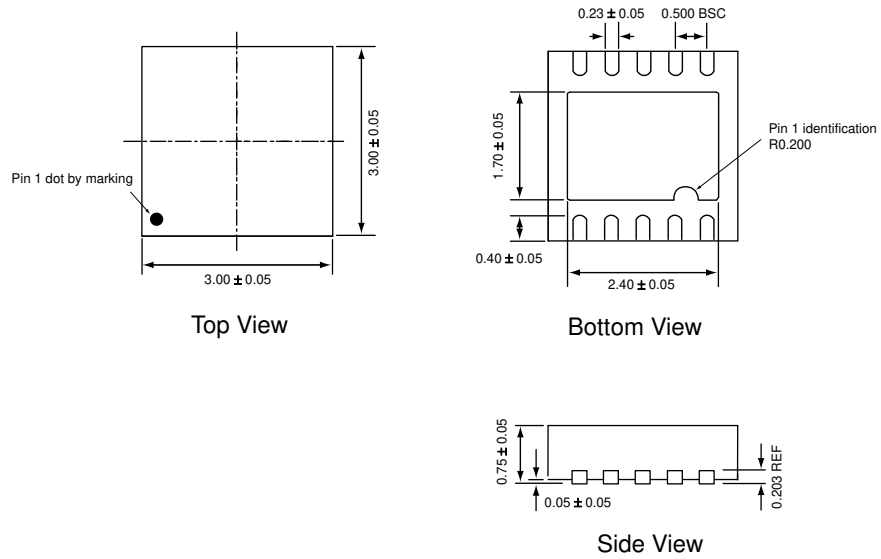 0.23 ± 0.05
0.500 BSC
3.00 ± 0.05
1.70 ± 0.05
Pin 1 identification
R0.200
Pin 1 dot by marking
0.40 ± 0.05
3.00 ± 0.05
2.40 ± 0.05
Top View
Bottom View
0.75 ± 0.05
0.203 REF
0.05 ± 0.05
Side View